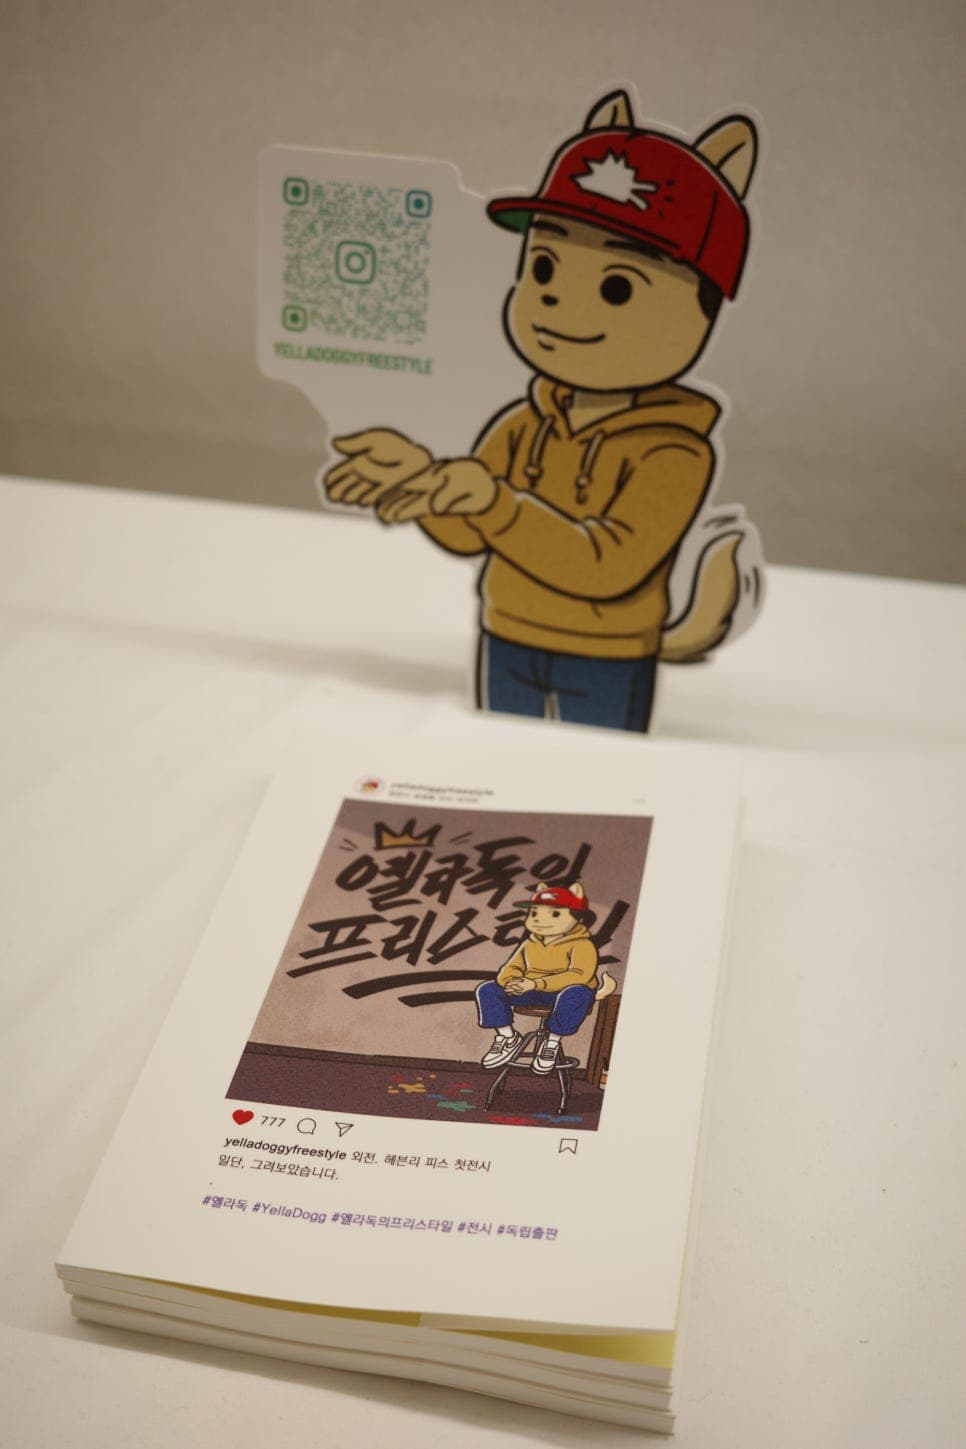 YELLADOGGYFREESTYLE
yelladoggyfreestyle
옐라독의
프리스타일
777
yelladoggyfreestyle 외전. 헤븐리 피스 첫전시
일단, 그려보았습니다.
.
#옐라독 #YellaDogg #옐라독의프리스타일 #전시 #독립출판